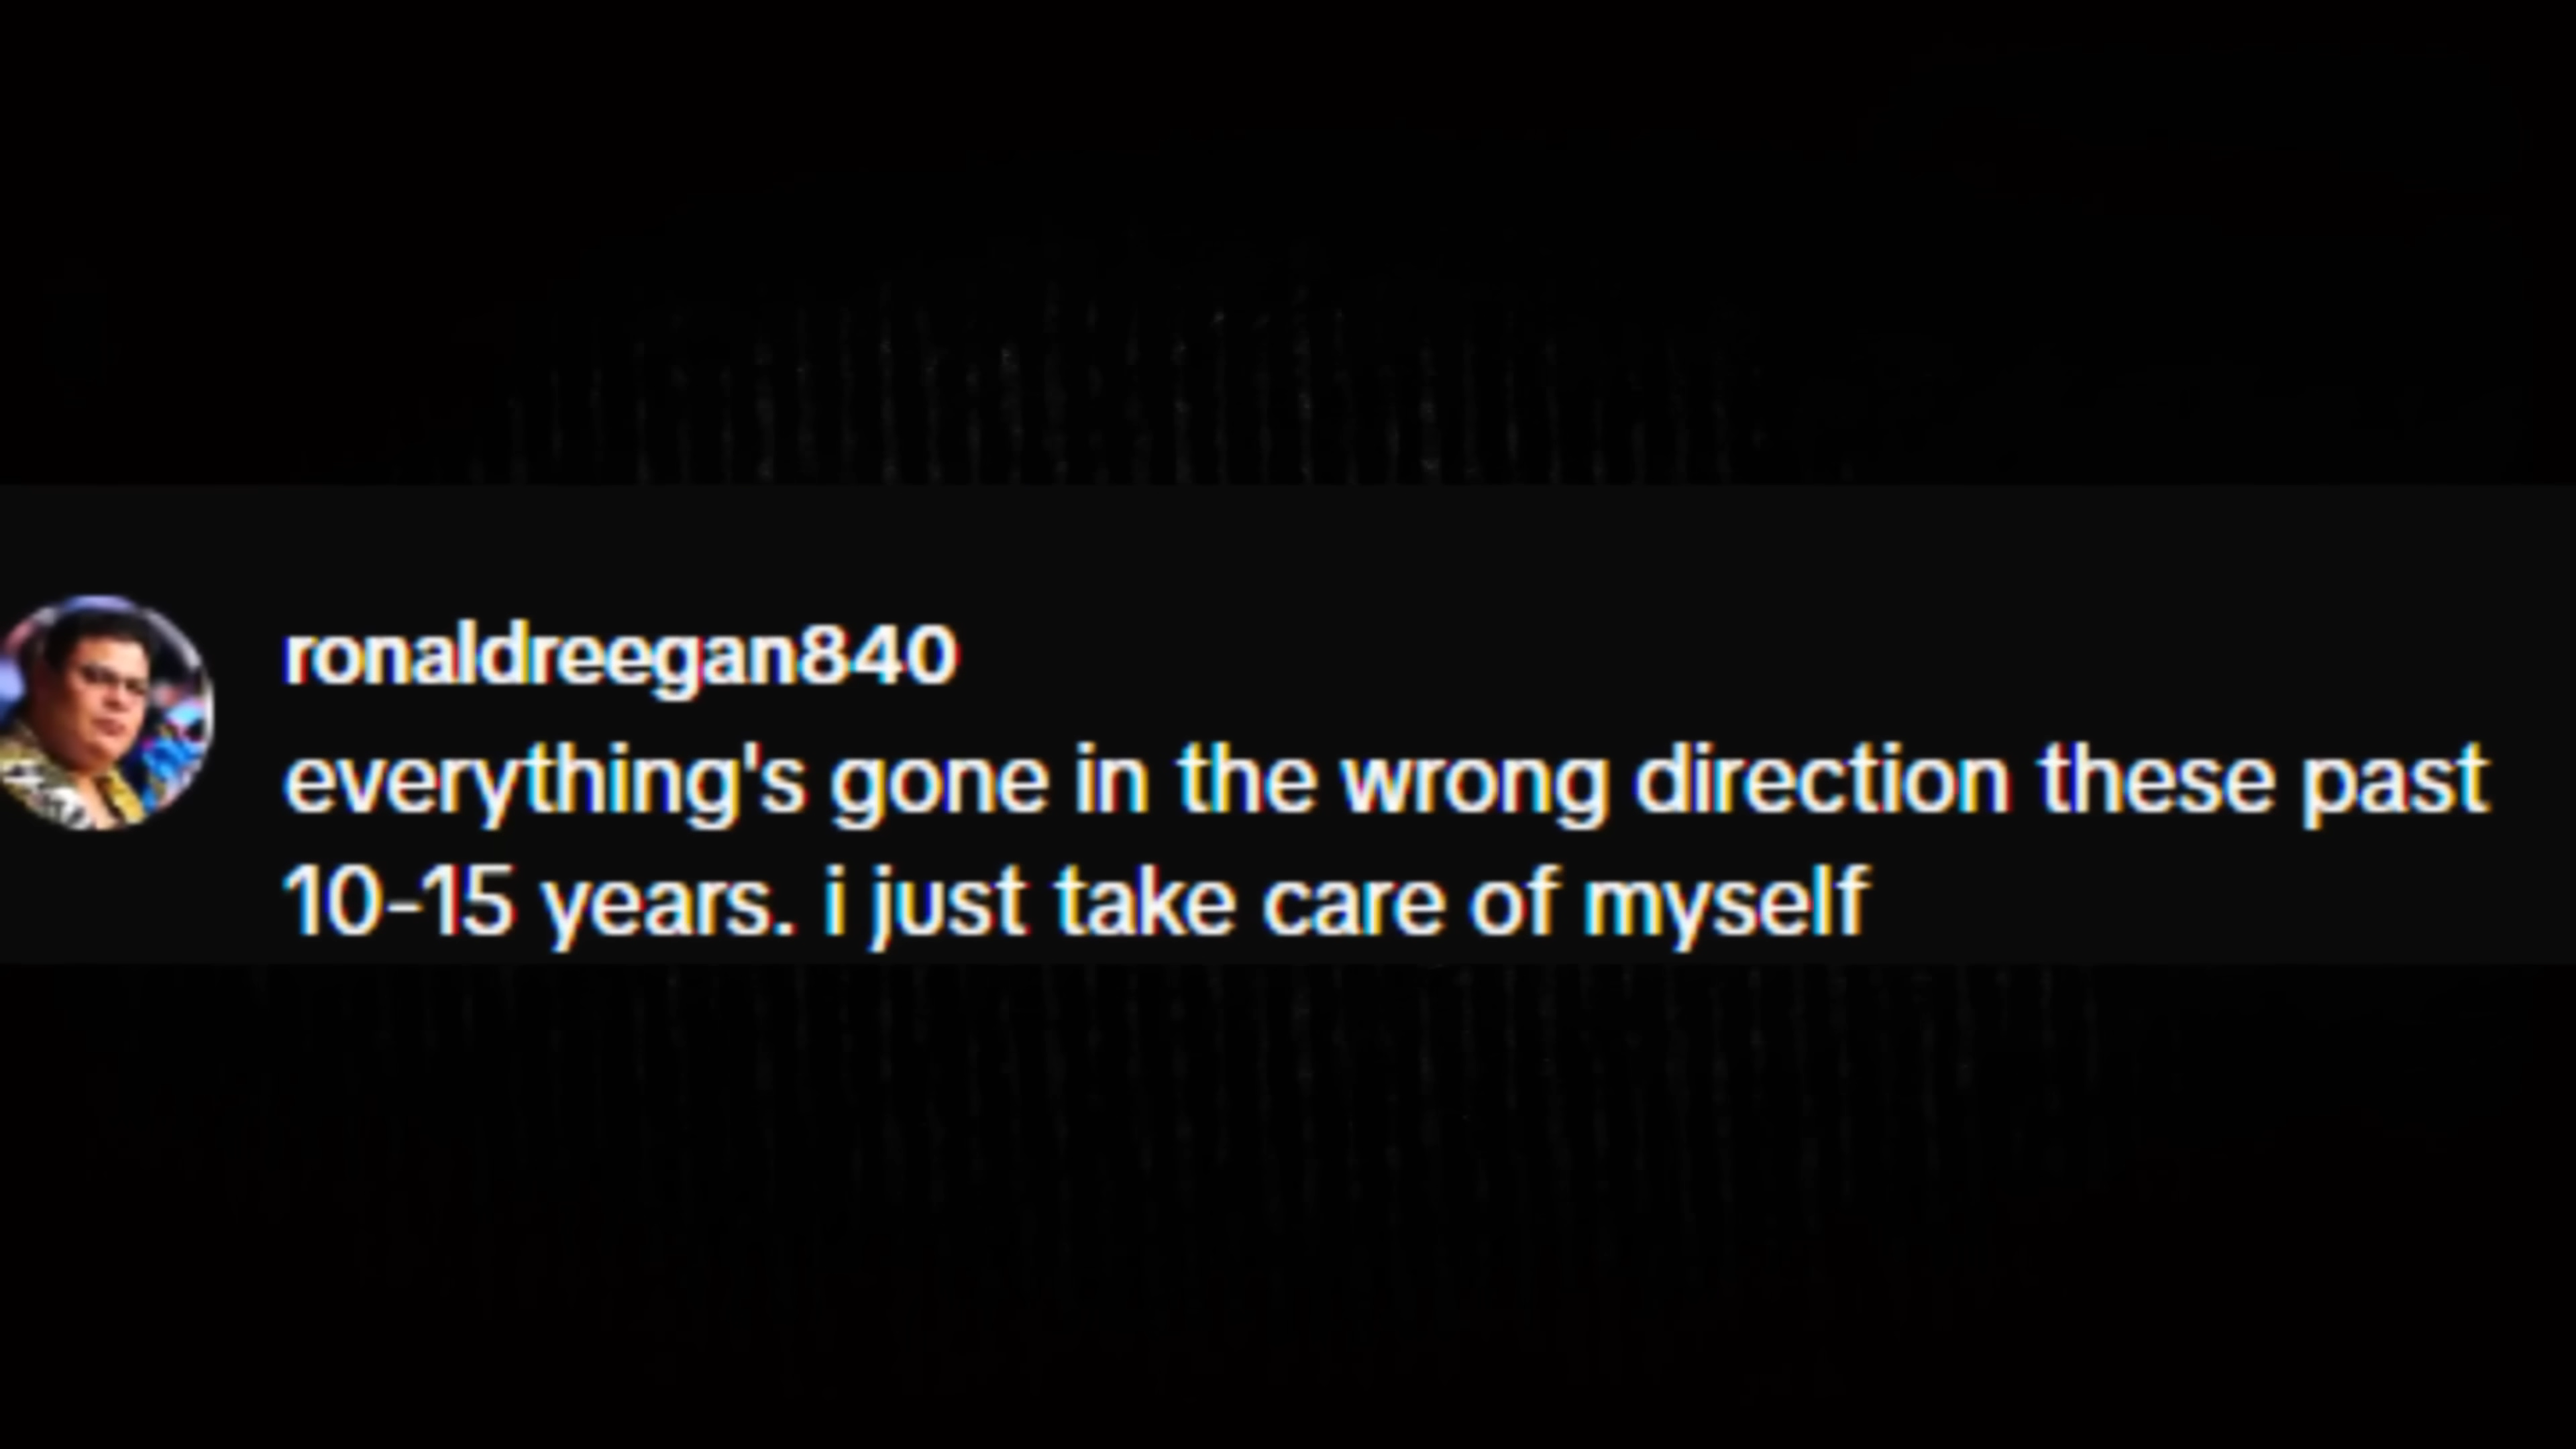 ronaldreegan840
everything's gone in the wrong direction these past
10-15 years. i just take care of myself